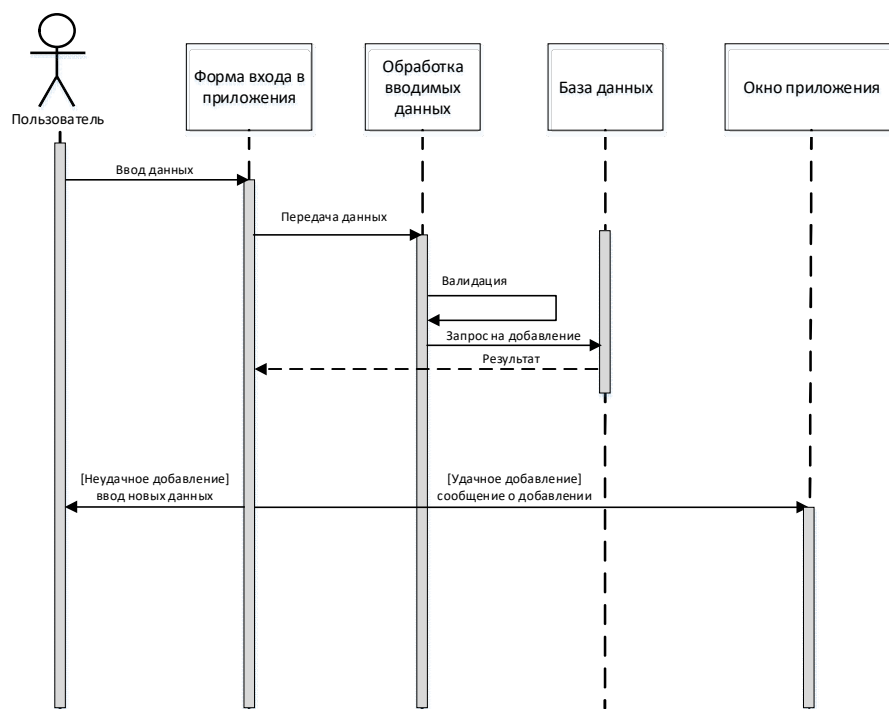 Пользователь
Форма входа в
приложения
Обработка
вводимых
данных
База данных
Окно приложения
Ввод данных
Передача данных
Валидация
Запрос на добавление
Результат
[Неудачное добавление]
ввод новых данных
[Удачное добавление]
сообщение о добавлении